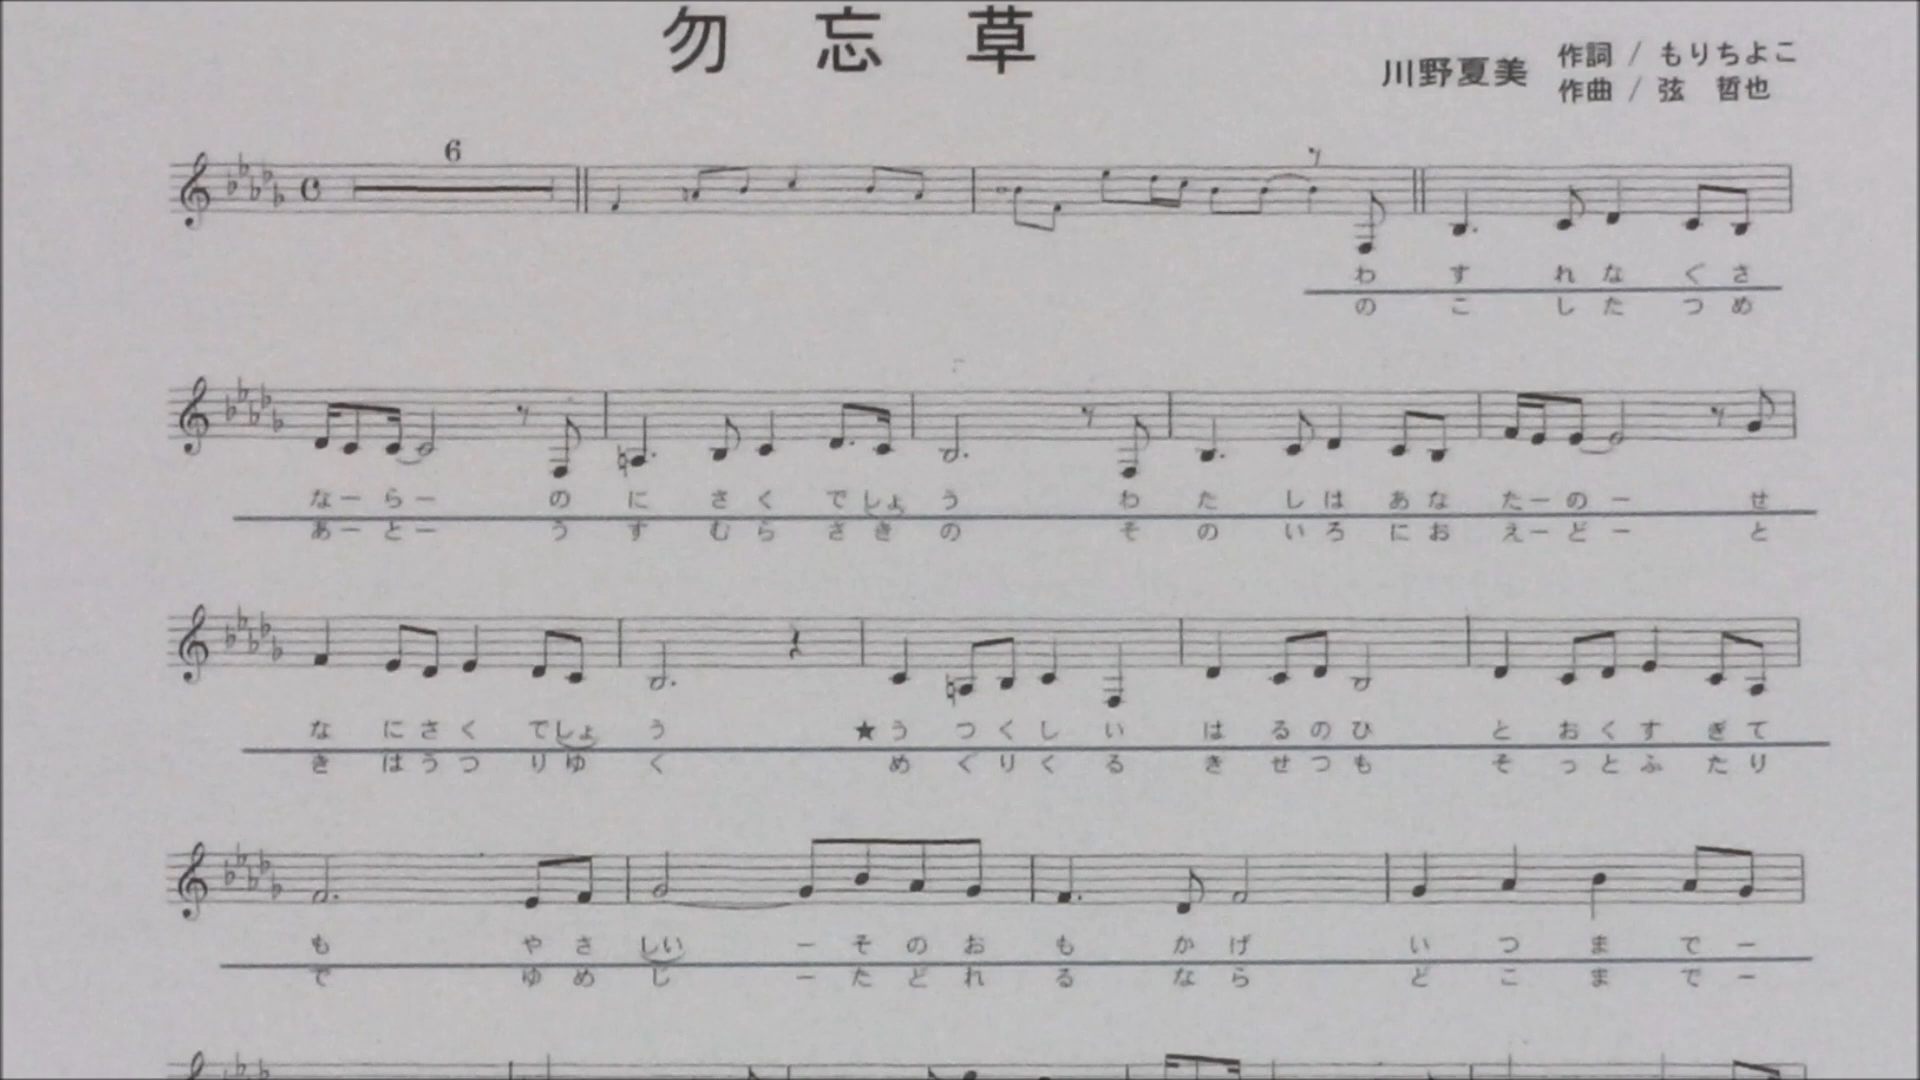 勿忘草
川野夏美
作詞 / もりちよこ
作曲 / 弦 哲也
6
わ す れ な く さ
の こ し た つ め
な ー ら ー の に さ く で しょ う わ た し は あ な た ー の ー せ
あ ー と ー う す む ら さ き の そ の い ろ に お え ー ど ー と
な に さ く で しょ う ★う つ く し い は る の ひ と お く す ぎ て
き は う つ り ゆ く め ぐ り く る き せ つ も そ っ と ふ た り
も や さ しい ー そ の お も か げ い つ ま で ー
で ゆ め じ ー た ど れ る な ら ど こ ま で ー